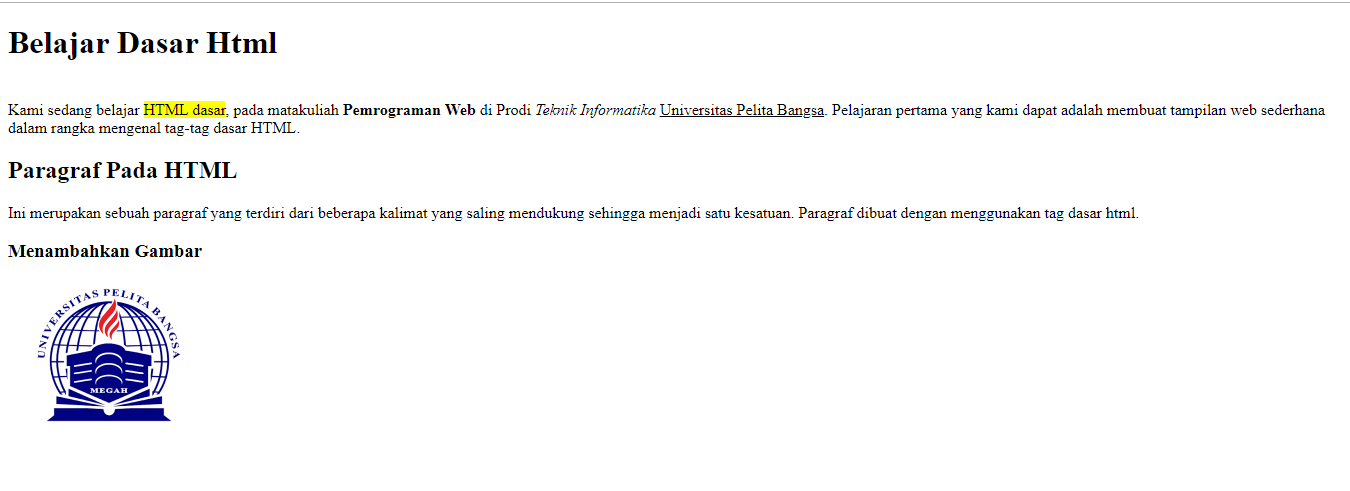 Belajar Dasar Html
Kami sedang belajar HTML dasar, pada matakuliah Pemrograman Web di Prodi Teknik Informatika Universitas Pelita Bangsa. Pelajaran pertama yang kami dapat adalah membuat tampilan web sederhana
dalam rangka mengenal tag-tag dasar HTML.
Paragraf Pada HTML
Ini merupakan sebuah paragraf yang terdiri dari beberapa kalimat yang saling mendukung sehingga menjadi satu kesatuan. Paragraf dibuat dengan menggunakan tag dasar html.
Menambahkan Gambar
UNIVERSITAS PELITA BANGSA
MEGAH